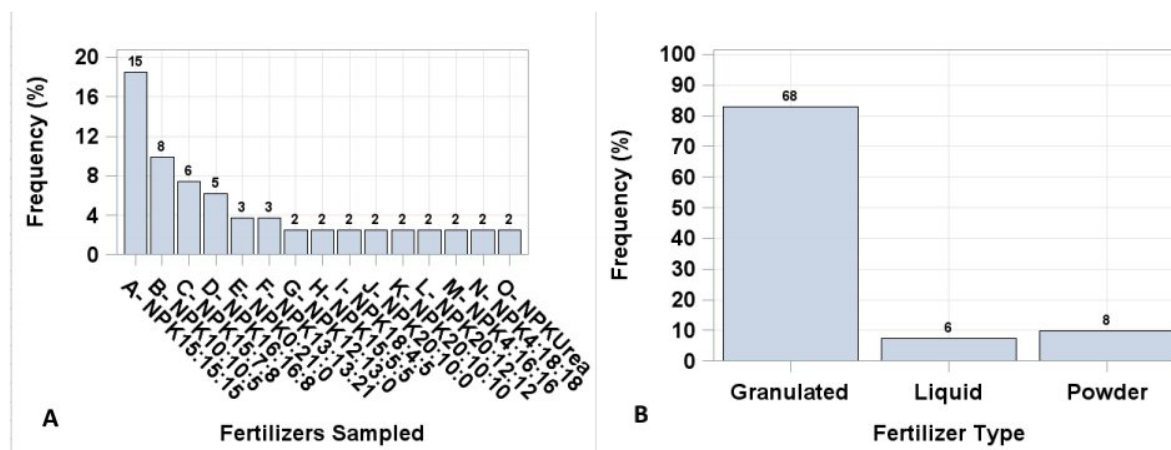 20
16
12
8
4
0
Frequency (%)
15
8
6
5
3
3
2
2
2
2
2
2
2
2
2
A- NPK15:15:15
B- NPK10:10:5
C- NPK15:7:8
D- NPK16:16:8
E- NPK0:21:0
F- NPK13:13:21
G- NPK12:13:0
H- NPK15:5:5
I- NPK18:4:5
J- NPK20:10:0
K- NPK20:10:10
L- NPK20:12:12
M- NPK4:16:16
N- NPK4:18:18
O- NPKUrea
A
Fertilizers Sampled
100
90
80
70
60
50
40
30
20
10
0
Frequency (%)
68
6
8
Granulated
Liquid
Powder
B
Fertilizer Type